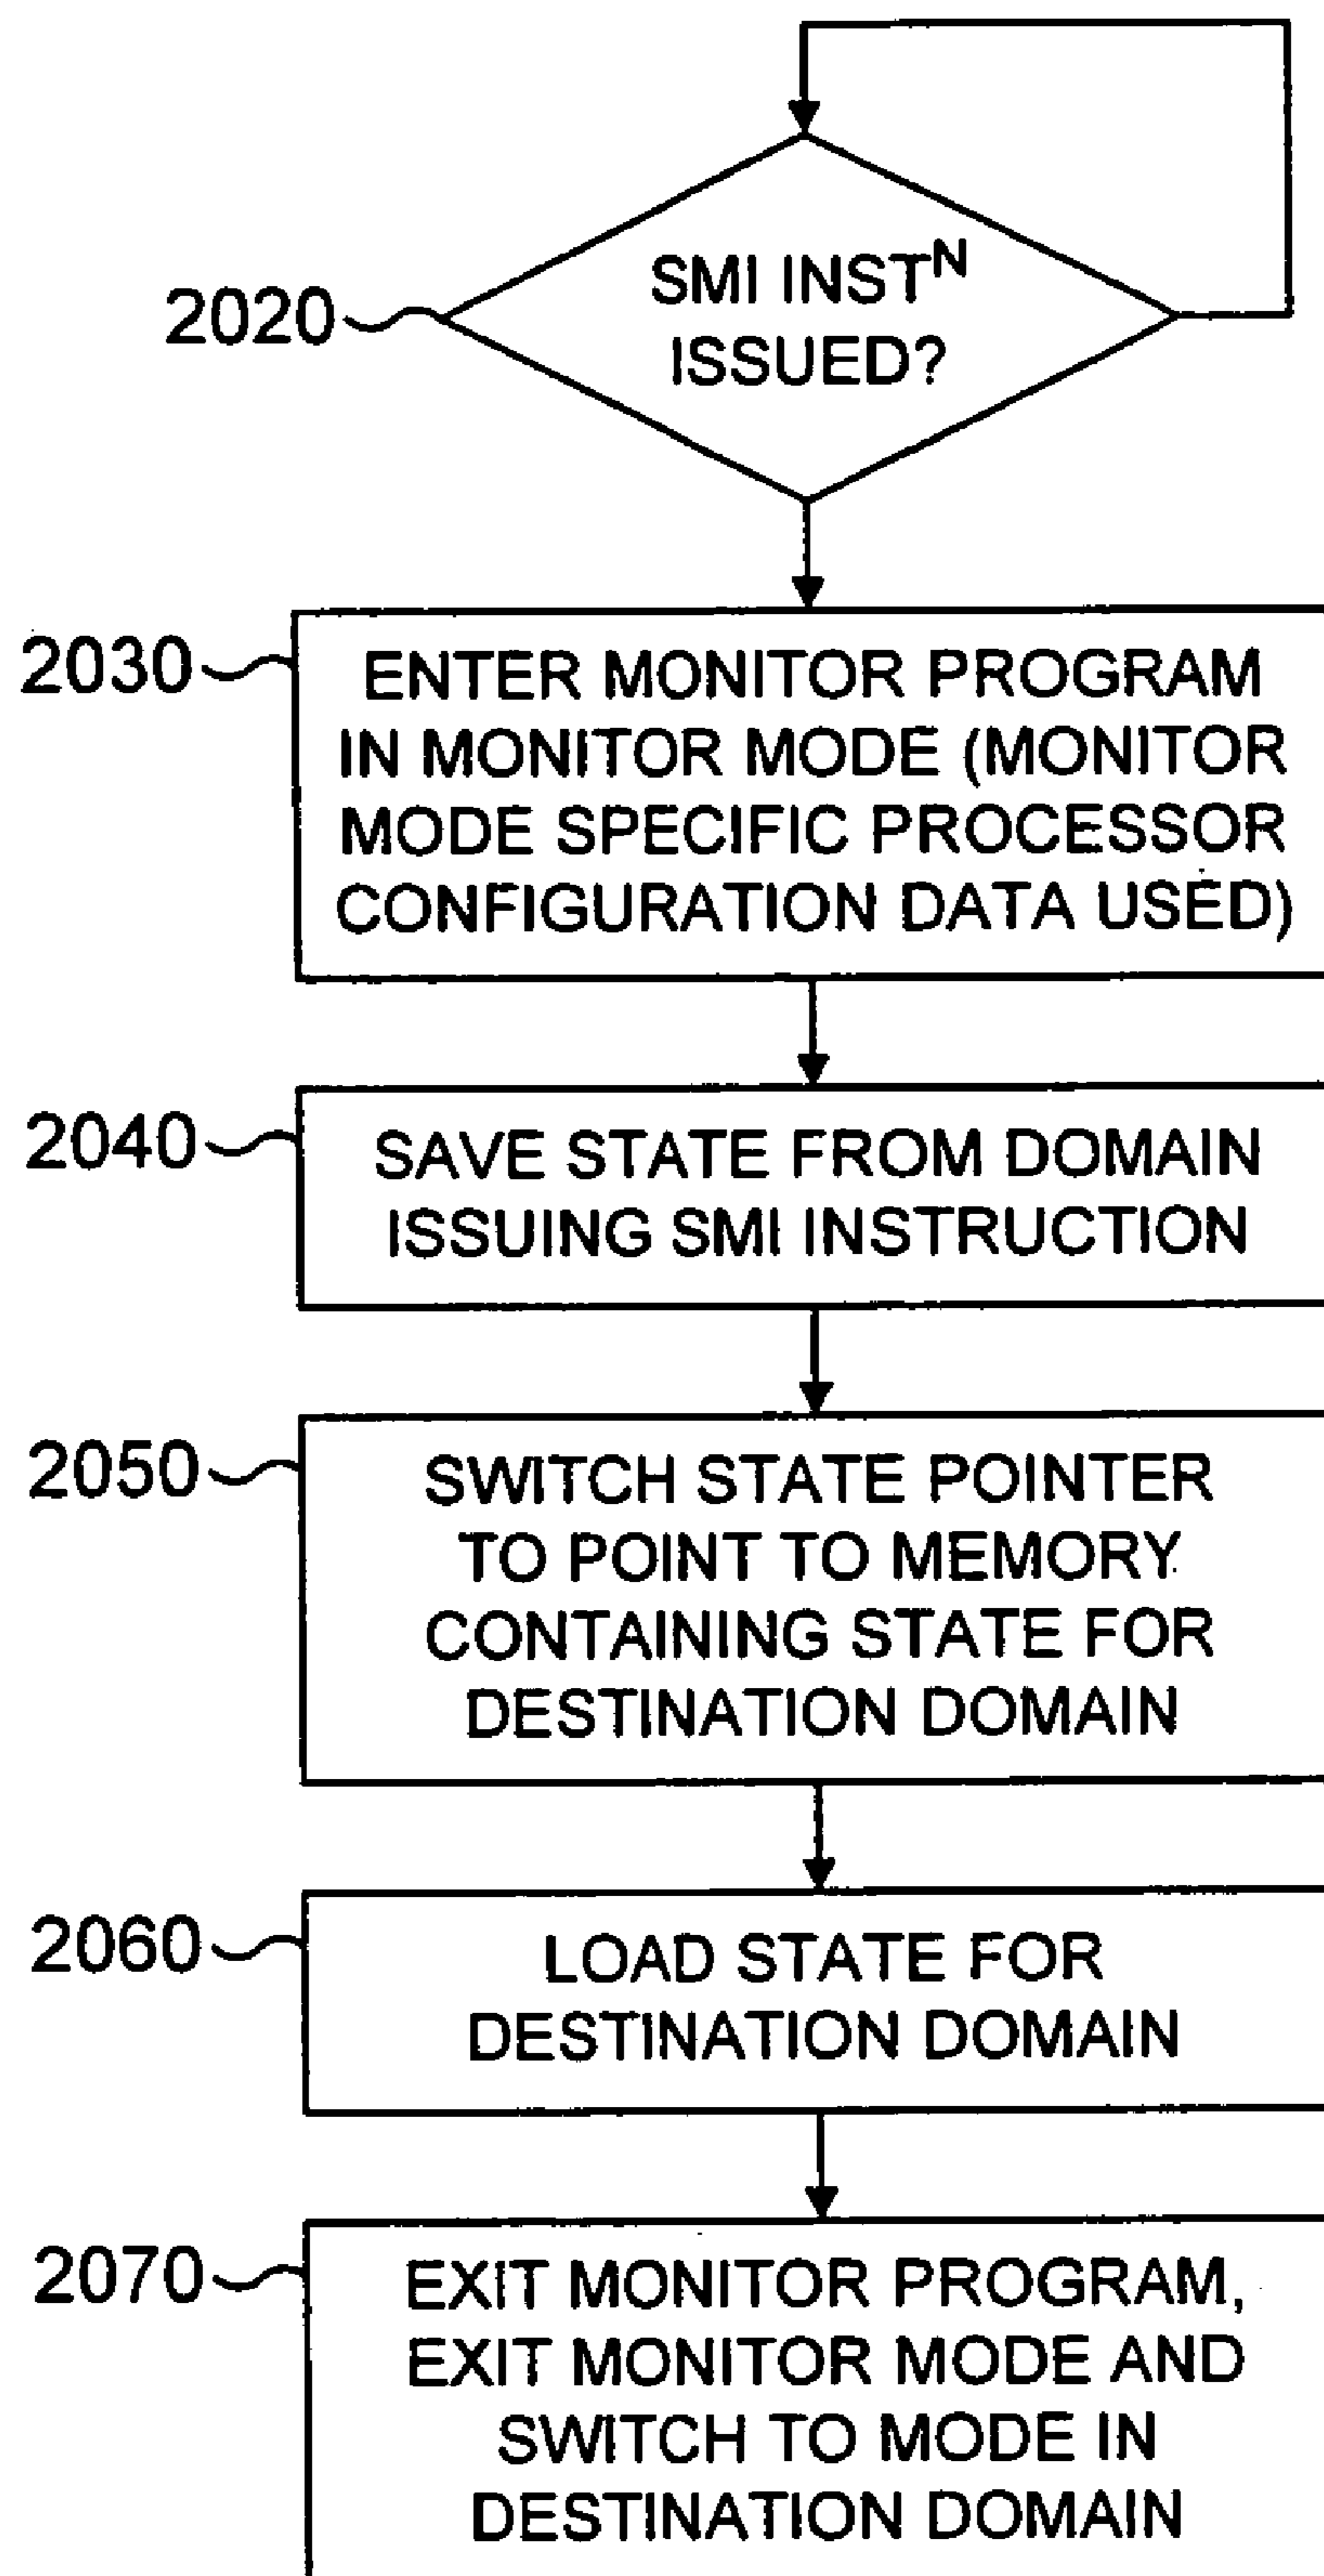 SMI INST^N
ISSUED?
2020
2030
ENTER MONITOR PROGRAM
IN MONITOR MODE (MONITOR
MODE SPECIFIC PROCESSOR
CONFIGURATION DATA USED)
2040
SAVE STATE FROM DOMAIN
ISSUING SMI INSTRUCTION
2050
SWITCH STATE POINTER
TO POINT TO MEMORY
CONTAINING STATE FOR
DESTINATION DOMAIN
2060
LOAD STATE FOR
DESTINATION DOMAIN
2070
EXIT MONITOR PROGRAM,
EXIT MONITOR MODE AND
SWITCH TO MODE IN
DESTINATION DOMAIN